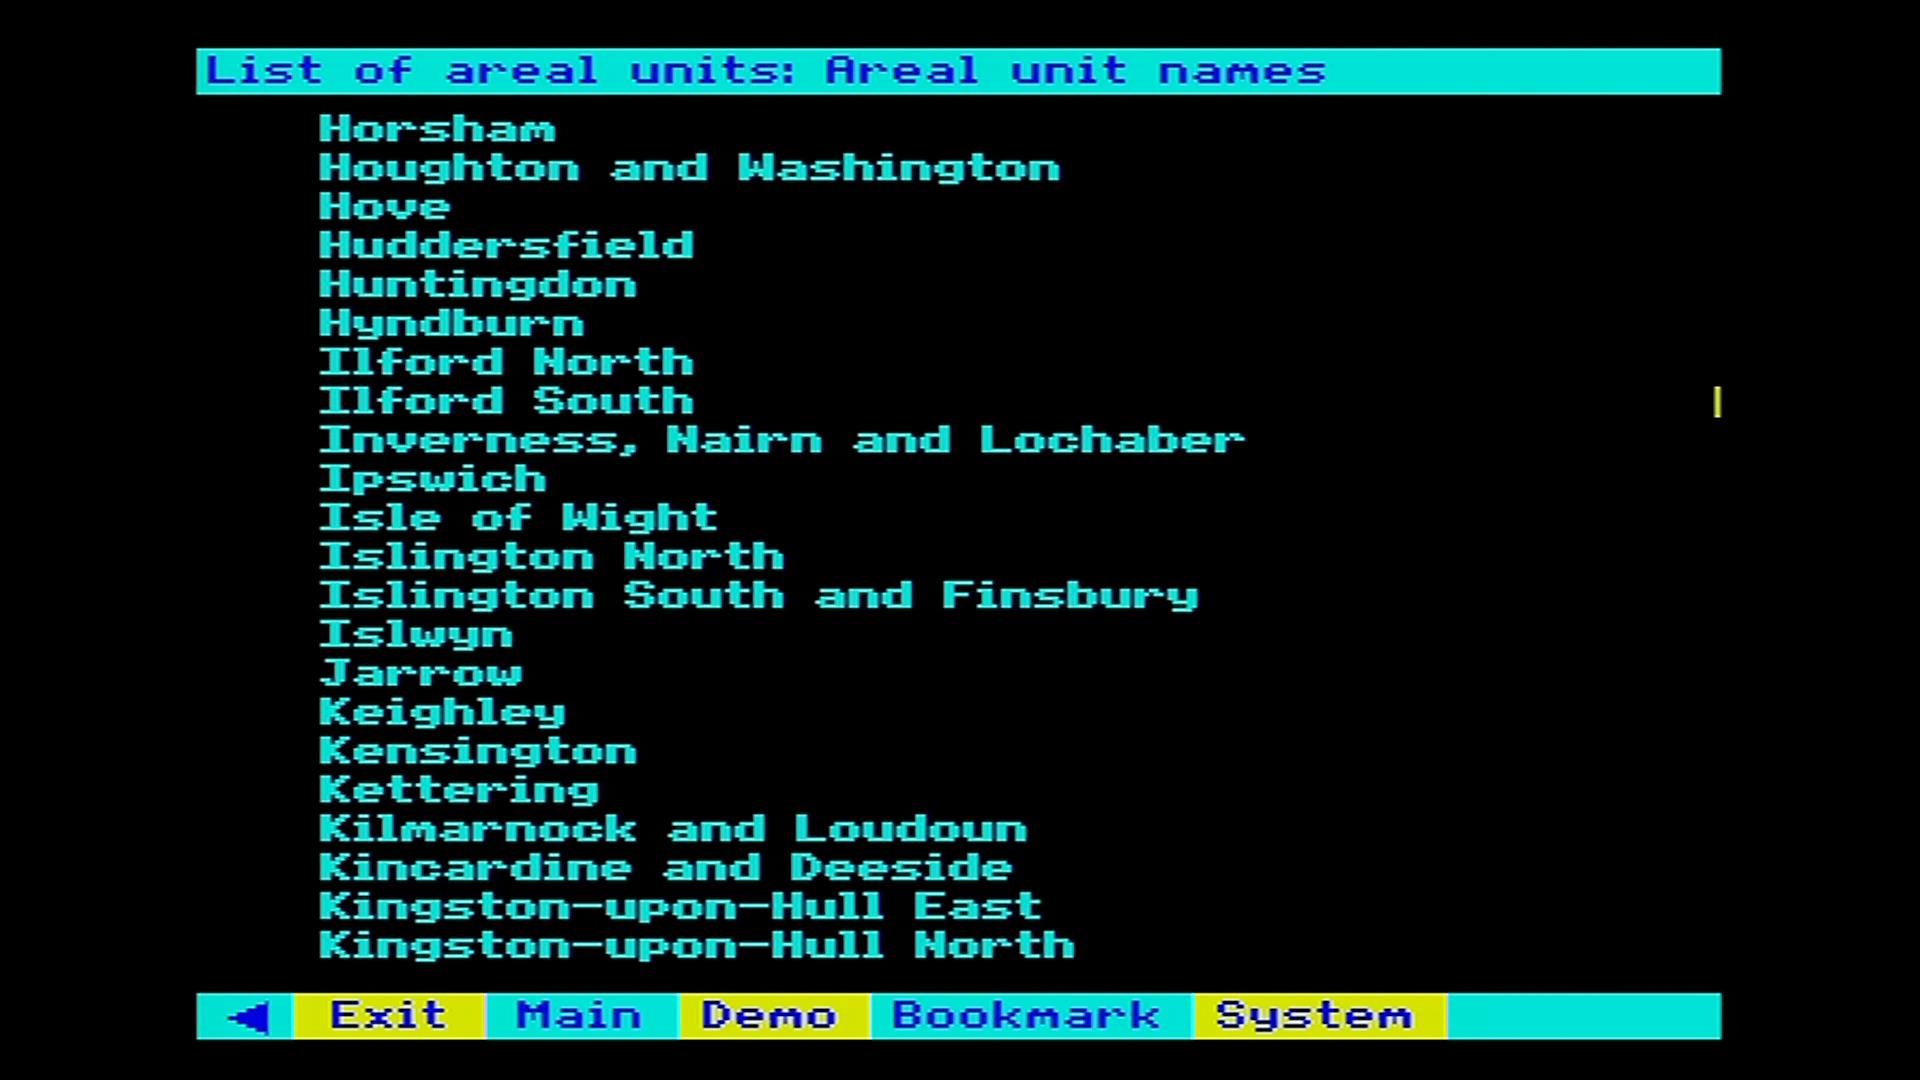 List of areal units: Areal unit names
Horsham
Houghton and Washington
Hove
Huddersfield
Huntingdon
Hyndburn
Ilford North
Ilford South
Inverness, Nairn and Lochaber
Ipswich
Isle of Wight
Islington North
Islington South and Finsbury
Islwyn
Jarrow
Keighley
Kensington
Kettering
Kilmarnock and Loudoun
Kincardine and Deeside
Kingston-upon-Hull East
Kingston-upon-Hull North
Exit Main Demo Bookmark System